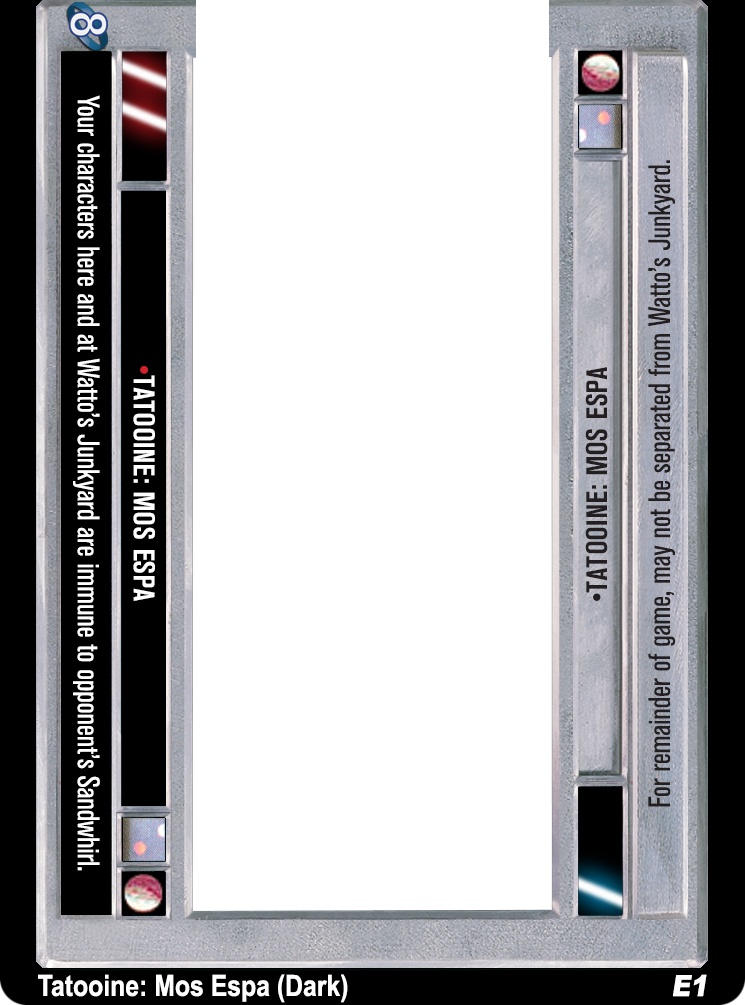 Your characters here and at Watto's Junkyard are immune to opponent's Sandwhirl.
•TATOOINE: MOS ESPA
•TATOOINE: MOS ESPA
For remainder of game, may not be separated from Watto's Junkyard.
Tatooine: Mos Espa (Dark)
E1